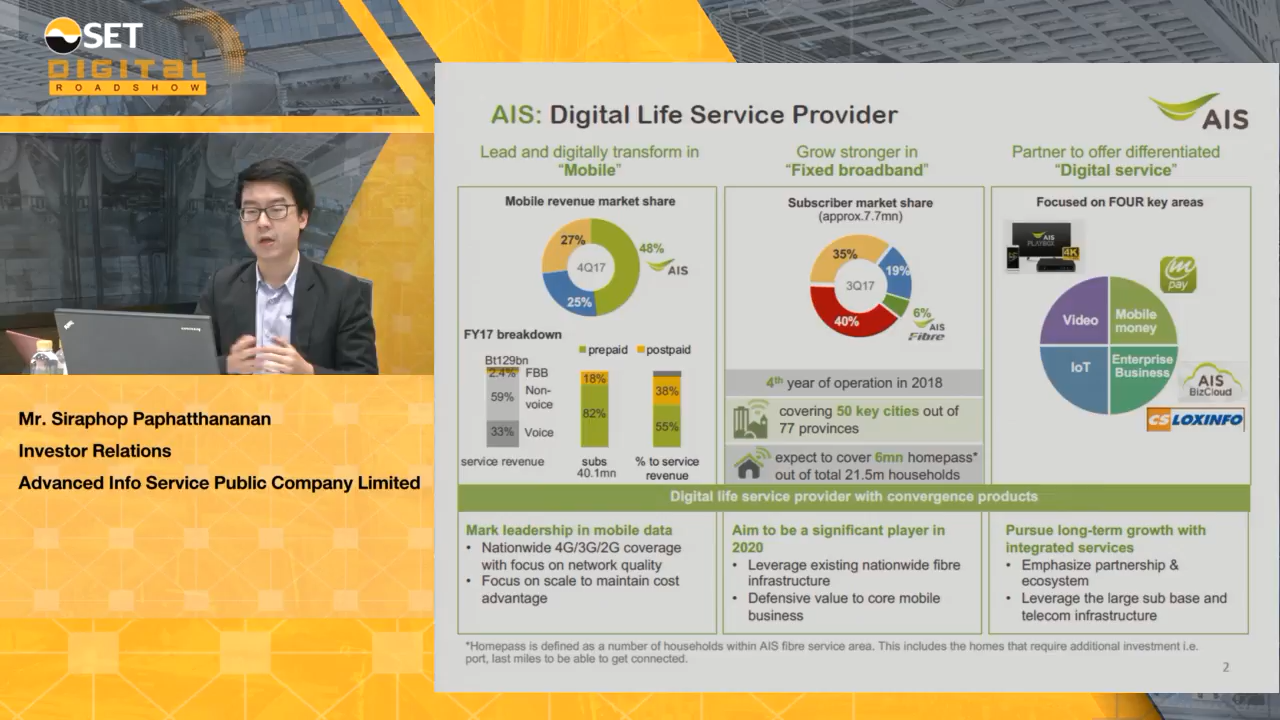 SET
DIGITAL
ROADSHOW
Mr. Siraphop Paphatthananan
Investor Relations
Advanced Info Service Public Company Limited
AIS: Digital Life Service Provider
AIS
Lead and digitally transform in
“Mobile”
Mobile revenue market share
27%
48%
AIS
4Q17
25%
FY17 breakdown
prepaid
postpaid
Bt129bn
2.4%
FBB
59%
Non-
voice
33%
Voice
18%
82%
38%
55%
service revenue
subs
40.1mn
% to service
revenue
Grow stronger in
“Fixed broadband”
Subscriber market share
(approx.7.7mn)
35%
19%
3Q17
6%
AIS
Fibre
40%
4th year of operation in 2018
covering 50 key cities out of
77 provinces
expect to cover 6mn homepass*
out of total 21.5m households
Partner to offer differentiated
“Digital service”
Focused on FOUR key areas
AIS
PLAYBOX
4K
m
pay
Video
Mobile
money
IoT
Enterprise
Business
AIS
BizCloud
CS LOXINFO
Digital life service provider with convergence products
Mark leadership in mobile data
• Nationwide 4G/3G/2G coverage
with focus on network quality
• Focus on scale to maintain cost
advantage
Aim to be a significant player in
2020
• Leverage existing nationwide fibre
infrastructure
• Defensive value to core mobile
business
Pursue long-term growth with
integrated services
• Emphasize partnership &
ecosystem
• Leverage the large sub base and
telecom infrastructure
*Homepass is defined as a number of households within AIS fibre service area. This includes the homes that require additional investment i.e.
port, last miles to be able to get connected.
2